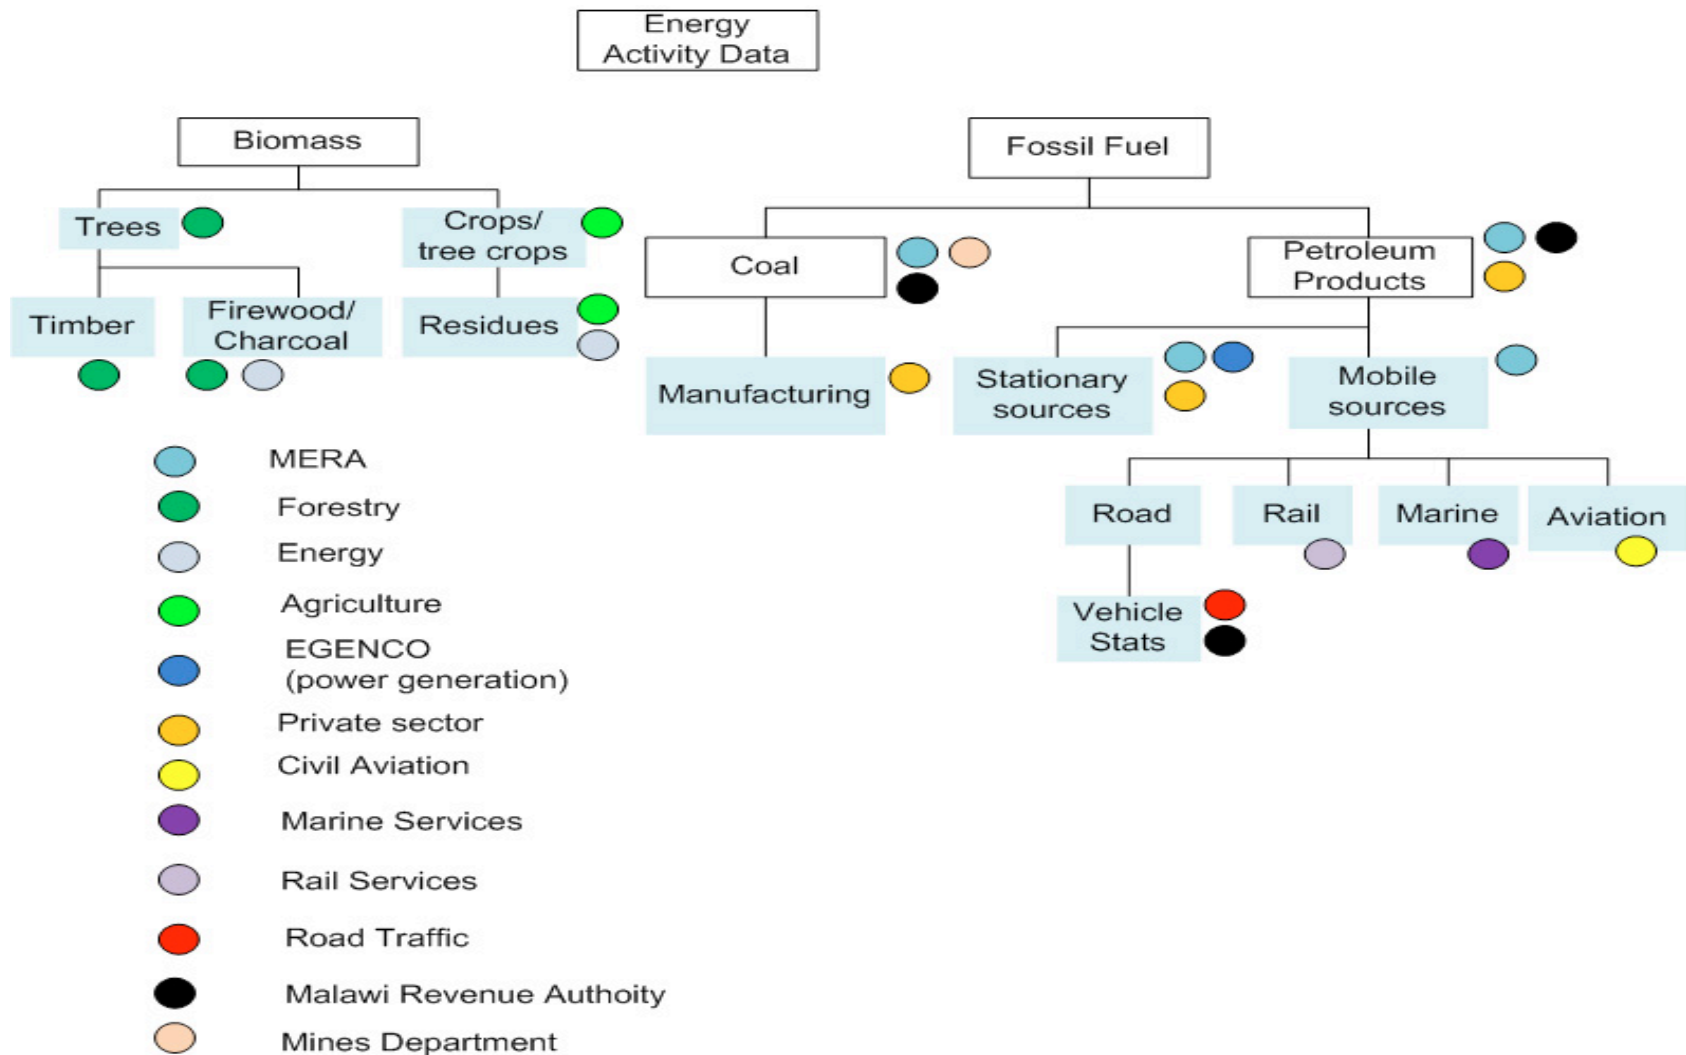 Energy
Activity Data
Biomass
Fossil Fuel
Trees
Crops/
tree crops
Coal
Petroleum
Products
Timber
Firewood/
Charcoal
Residues
Manufacturing
Stationary
sources
Mobile
sources
Road
Rail
Marine
Aviation
Vehicle
Stats
MERA
Forestry
Energy
Agriculture
EGENCO
(power generation)
Private sector
Civil Aviation
Marine Services
Rail Services
Road Traffic
Malawi Revenue Authoity
Mines Department